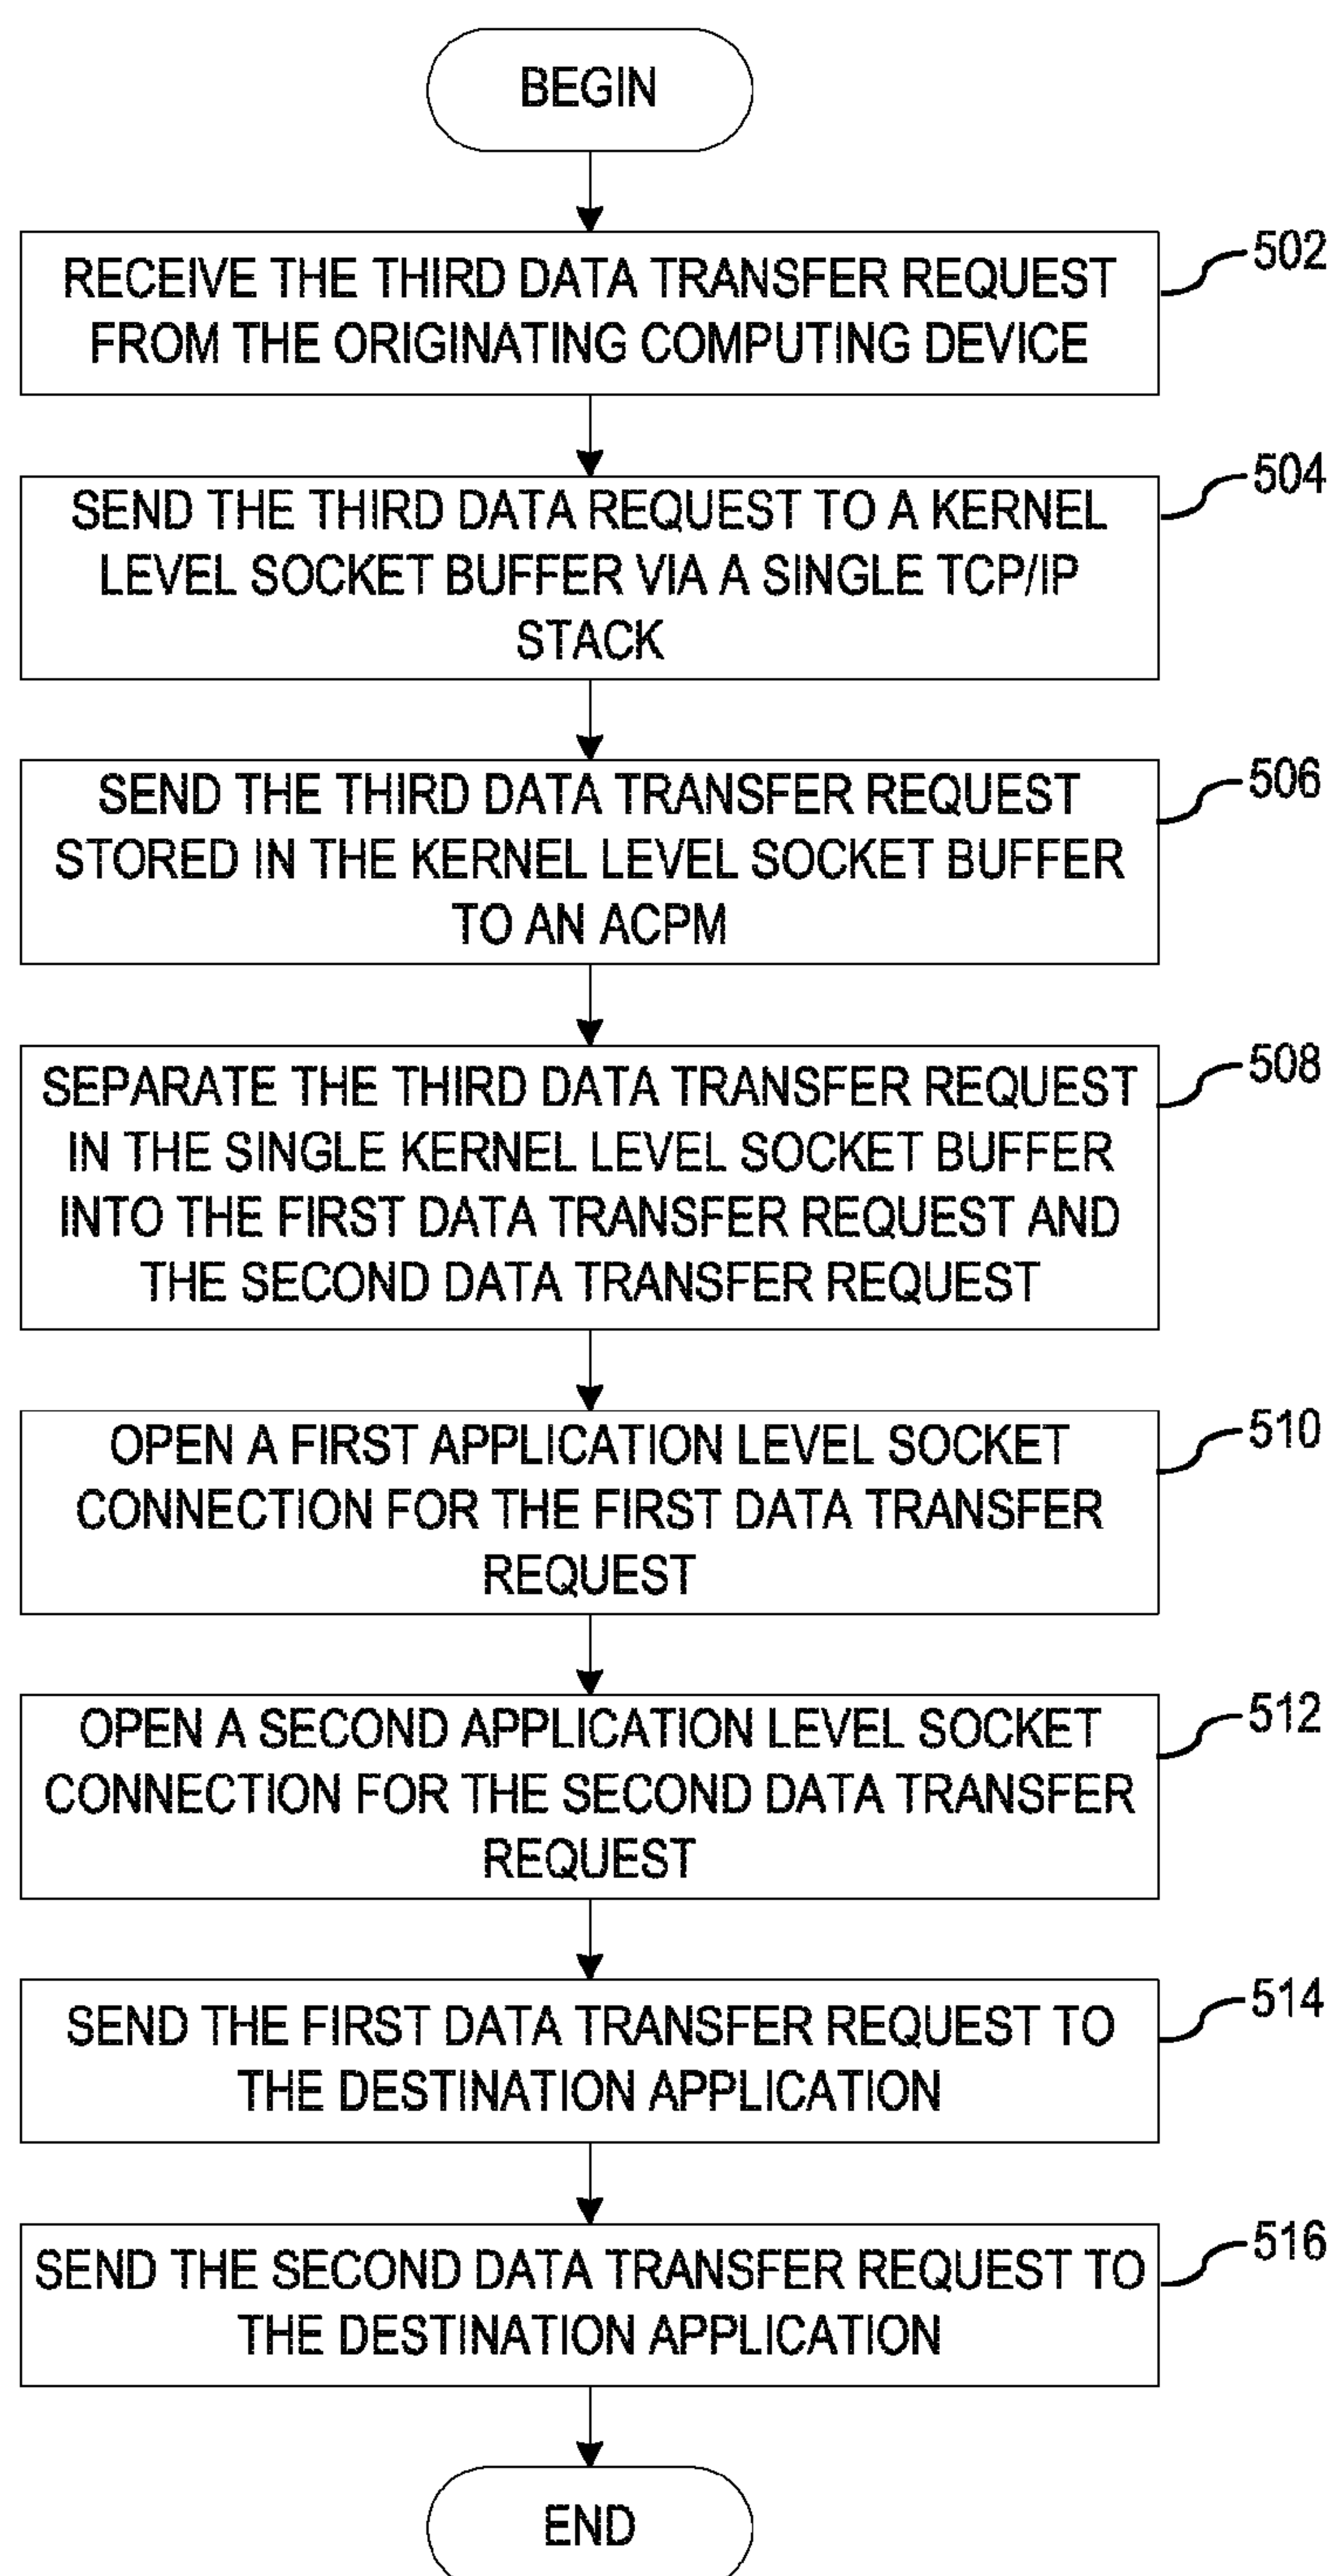 BEGIN
RECEIVE THE THIRD DATA TRANSFER REQUEST
FROM THE ORIGINATING COMPUTING DEVICE
502
SEND THE THIRD DATA REQUEST TO A KERNEL
LEVEL SOCKET BUFFER VIA A SINGLE TCP/IP
STACK
504
SEND THE THIRD DATA TRANSFER REQUEST
STORED IN THE KERNEL LEVEL SOCKET BUFFER
TO AN ACPM
506
SEPARATE THE THIRD DATA TRANSFER REQUEST
IN THE SINGLE KERNEL LEVEL SOCKET BUFFER
INTO THE FIRST DATA TRANSFER REQUEST AND
THE SECOND DATA TRANSFER REQUEST
508
OPEN A FIRST APPLICATION LEVEL SOCKET
CONNECTION FOR THE FIRST DATA TRANSFER
REQUEST
510
OPEN A SECOND APPLICATION LEVEL SOCKET
CONNECTION FOR THE SECOND DATA TRANSFER
REQUEST
512
SEND THE FIRST DATA TRANSFER REQUEST TO
THE DESTINATION APPLICATION
514
SEND THE SECOND DATA TRANSFER REQUEST TO
THE DESTINATION APPLICATION
516
END